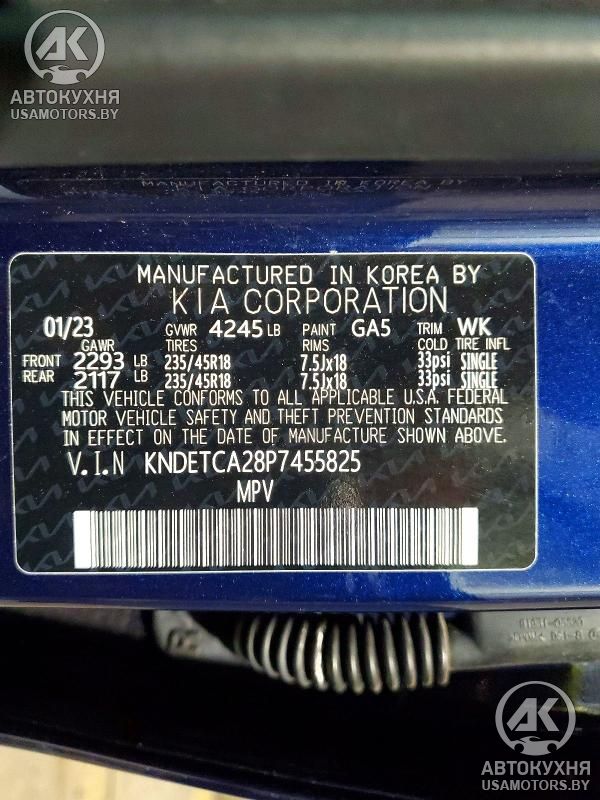 AK
АВТОКУХНЯ
USAMOTORS.BY
MANUFACTURED IN KOREA BY
KIA CORPORATION
01/23 GVWR 4245 LB PAINT GA5 TRIM WK
GAWR TIRES RIMS COLD TIRE INFL
FRONT 2293 LB 235/45R18 7.5Jx18 33psi SINGLE
REAR 2117 LB 235/45R18 7.5Jx18 33psi SINGLE
THIS VEHICLE CONFORMS TO ALL APPLICABLE U.S.A. FEDERAL
MOTOR VEHICLE SAFETY AND THEFT PREVENTION STANDARDS
IN EFFECT ON THE DATE OF MANUFACTURE SHOWN ABOVE.
V.I.N KNDETCA28P7455825
MPV
AK
АВТОКУХНЯ
USAMOTORS.BY